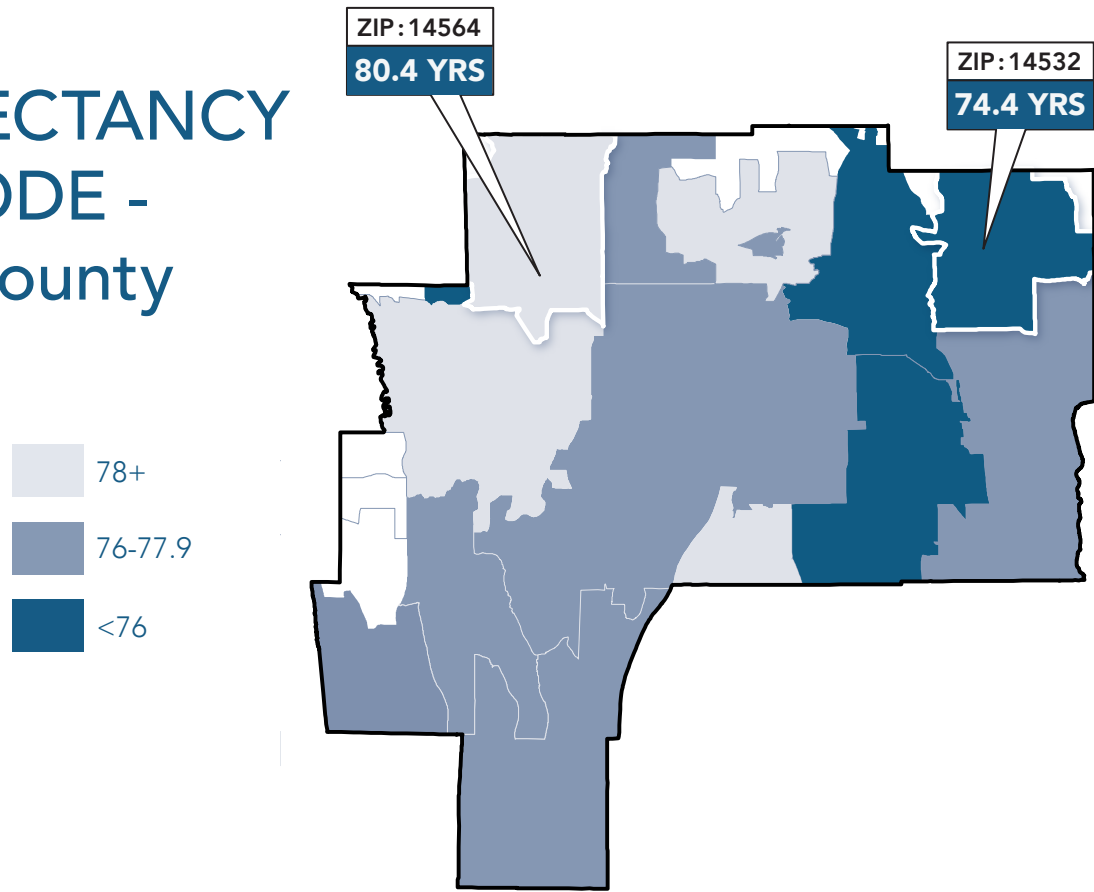 ECTANCY
ODE -
ounty
ZIP:14564
80.4 YRS
ZIP:14532
74.4 YRS
78+
76-77.9
<76